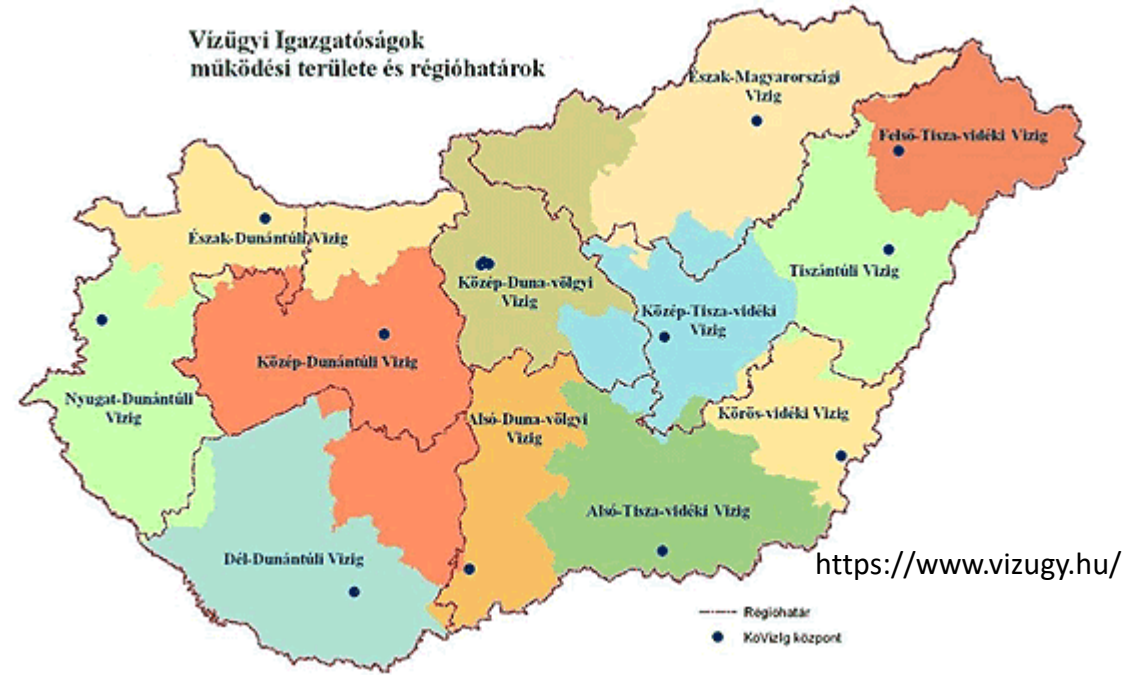 Vízügyi Igazgatóságok
működési területe és régióhatárok
Észak-Magyarországi
Vizig
Felső-Tisza-vidéki Vizig
Észak-Dunántúli Vizig
Közép-Duna-völgyi
Vizig
Tiszántúli Vizig
Közép-Tisza-vidéki
Vizig
Közép-Dunántúli Vizig
Nyugat-Dunántúli
Vizig
Alsó-Duna-völgyi
Vizig
Körös-vidéki Vizig
Alsó-Tisza-vidéki Vizig
Dél-Dunántúli Vizig
https://www.vizugy.hu/
Régióhatár
KöVizIg központ